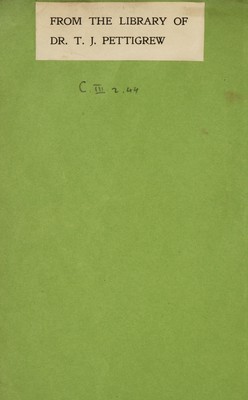 FROM THE LIBRARY OF
DR. T. J. PETTIGREW
C III 2.44